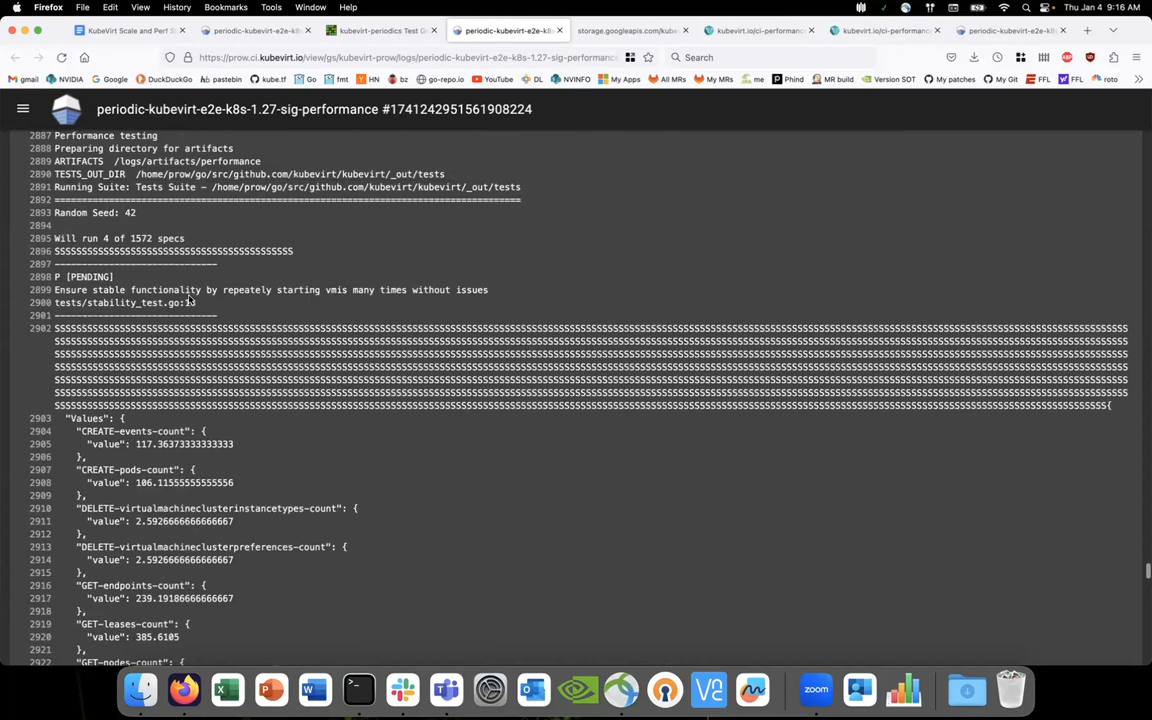 Firefox File Edit View History Bookmarks Tools Window Help Thu Jan 4 9:16 AM
KubeVirt Scale and Perf S periodic-kubevirt-e2e-k8s kubevirt-periodics Test G periodic-kubevirt-e2e-k8s storage.googleapis.com/kube kubevirt.io/ci-performance kubevirt.io/ci-performance periodic-kubevirt-e2e-k8s
https://prow.ci.kubevirt.io/view/gs/kubevirt-prow/logs/periodic-kubevirt-e2e-k8s-1.27-sig-performance Search
gmail NVIDIA Google DuckDuckGo pastebin kube.tf fmt HN bz go-repo.io YouTube DL NVINFO My Apps All MRs My MRs me Phind MR build Version SOT My patches My Git FFL FFL roto
periodic-kubevirt-e2e-k8s-1.27-sig-performance #1741242951561908224
2887 Performance testing
2888 Preparing directory for artifacts
2889 ARTIFACTS /logs/artifacts/performance
2890 TESTS_OUT_DIR /home/prow/go/src/github.com/kubevirt/kubevirt/_out/tests
2891 Running Suite: Tests Suite - /home/prow/go/src/github.com/kubevirt/kubevirt/_out/tests
2892
2893 Random Seed: 42
2894
2895 Will run 4 of 1572 specs
2896 SSSSSSSSSSSSSSSSSSSSSSSSSSSSSSSSSSSSSSSSSSSS
2897 ------------------------------
2898 P [PENDING]
2899 Ensure stable functionality by repeately starting vmis many times without issues
2900
2901 ------------------------------
2902
2903 "Values": {
2904 "CREATE-events-count": {
2905 "value": 117.36373333333333
2906 },
2907 "CREATE-pods-count": {
2908 "value": 106.11555555555556
2909 },
2910 "DELETE-virtualmachineclusterinstancetypes-count": {
2911 "value": 2.5926666666666667
2912 },
2913 "DELETE-virtualmachineclusterpreferences-count": {
2914 "value": 2.5926666666666667
2915 },
2916 "GET-endpoints-count": {
2917 "value": 239.19186666666667
2918 },
2919 "GET-leases-count": {
2920 "value": 385.6105
2921 },
2922 "GET-nodes-count": {
zoom